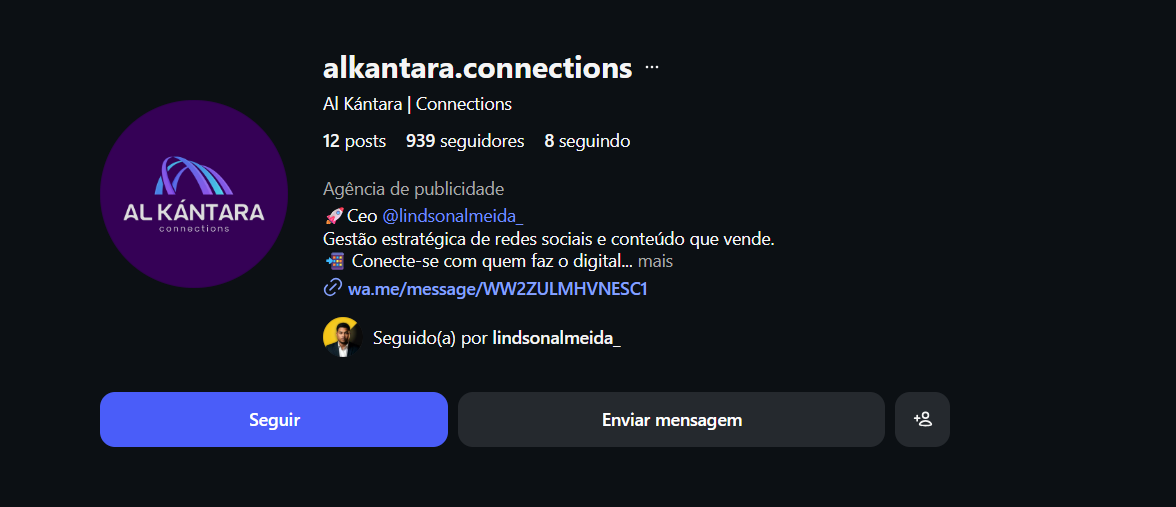 alkantara.connections ...
Al Kántara | Connections
12 posts 939 seguidores 8 seguindo
AL KÁNTARA
connections
Agência de publicidade
🚀Ceo @lindsonalmeida_
Gestão estratégica de redes sociais e conteúdo que vende.
📲 Conecte-se com quem faz o digital... mais
wa.me/message/WW2ZULMHVNESC1
Seguido(a) por lindsonalmeida_
Seguir
Enviar mensagem